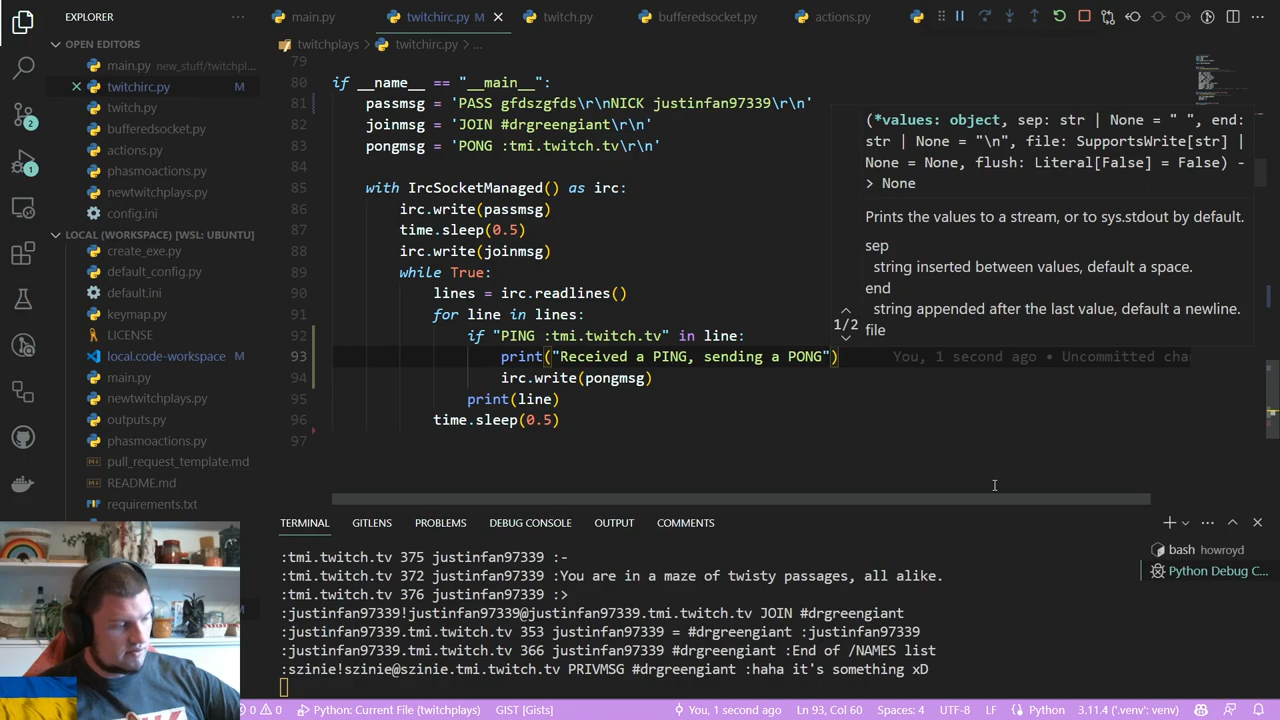 main.py
twitchirc.py M
twitch.py
bufferedsocket.py
actions.py
EXPLORER
twitchplays > twitchirc.py > ...
OPEN EDITORS
main.py new_stuff/twitchpl...
twitchirc.py M
twitch.py
bufferedsocket.py
2
actions.py
1
phasmoactions.py
newtwitchplays.py
config.ini
LOCAL (WORKSPACE) [WSL: UBUNTU]
create_exe.py
default_config.py
default.ini
keymap.py
LICENSE
local.code-workspace M
main.py
newtwitchplays.py
outputs.py
phasmoactions.py
pull_request_template.md
README.md
requirements.txt
79
80 if __name__ == "__main__":
81 passmsg = 'PASS gfdszgfds\r\nNICK justinfan97339\r\n'
82 joinmsg = 'JOIN #drgreengiant\r\n'
83 pongmsg = 'PONG :tmi.twitch.tv\r\n'
84
85 with IrcSocketManaged() as irc:
86 irc.write(passmsg)
87 time.sleep(0.5)
88 irc.write(joinmsg)
89 while True:
90 lines = irc.readlines()
91 for line in lines:
92 if "PING :tmi.twitch.tv" in line:
93 print("Received a PING, sending a PONG") You, 1 second ago • Uncommitted cha
94 irc.write(pongmsg)
95 print(line)
96 time.sleep(0.5)
97
(*values: object, sep: str | None = " ", end:
str | None = "\n", file: SupportsWrite[str] |
None = None, flush: Literal[False] = False) -
> None
Prints the values to a stream, or to sys.stdout by default.
sep
string inserted between values, default a space.
end
string appended after the last value, default a newline.
file
1/2
TERMINAL GITLENS PROBLEMS DEBUG CONSOLE OUTPUT COMMENTS
:tmi.twitch.tv 375 justinfan97339 :-
:tmi.twitch.tv 372 justinfan97339 :You are in a maze of twisty passages, all alike.
:tmi.twitch.tv 376 justinfan97339 :>
:justinfan97339!justinfan97339@justinfan97339.tmi.twitch.tv JOIN #drgreengiant
:justinfan97339.tmi.twitch.tv 353 justinfan97339 = #drgreengiant :justinfan97339
:justinfan97339.tmi.twitch.tv 366 justinfan97339 #drgreengiant :End of /NAMES list
:szinie!szinie@szinie.tmi.twitch.tv PRIVMSG #drgreengiant :haha it's something xD
bash howroyd
Python Debug C...
0 0 Python: Current File (twitchplays) GIST [Gists] You, 1 second ago Ln 93, Col 60 Spaces: 4 UTF-8 LF Python 3.11.4 ('.venv': venv)